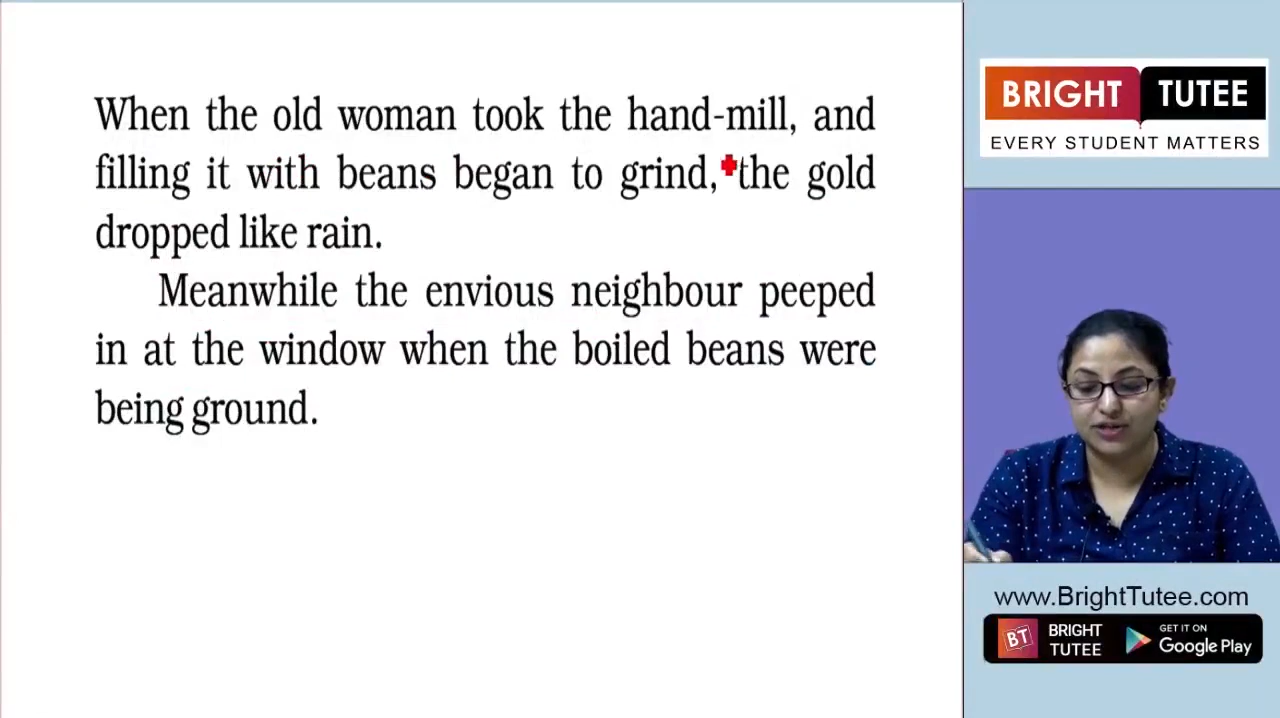 When the old woman took the hand-mill, and
filling it with beans began to grind, the gold
dropped like rain.
Meanwhile the envious neighbour peeped
in at the window when the boiled beans were
being ground.
BRIGHT TUTEE
EVERY STUDENT MATTERS
www.BrightTutee.com
BT
BRIGHT
TUTEE
GET IT ON
Google Play